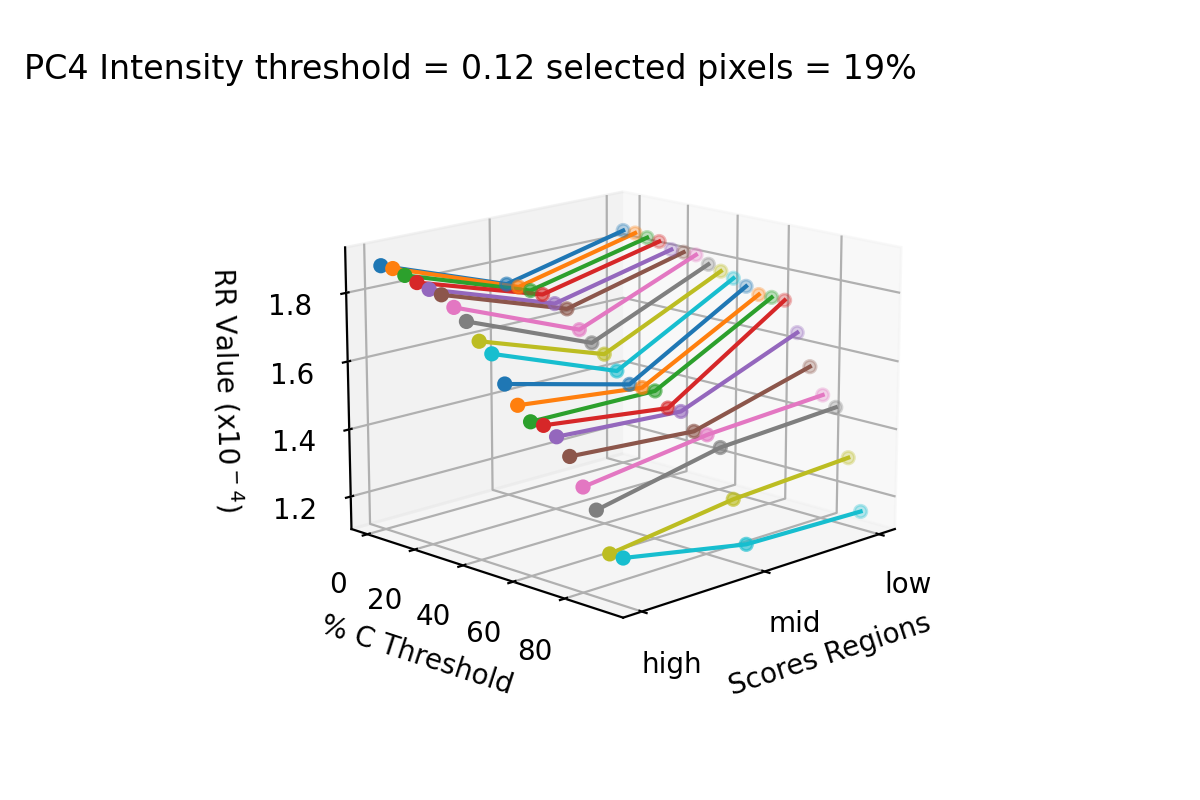 PC4 Intensity threshold = 0.12 selected pixels = 19%
RR Value (x10⁻⁴)
1.8
1.6
1.4
1.2
0
20
40
60
80
% C Threshold
high
mid
low
Scores Regions